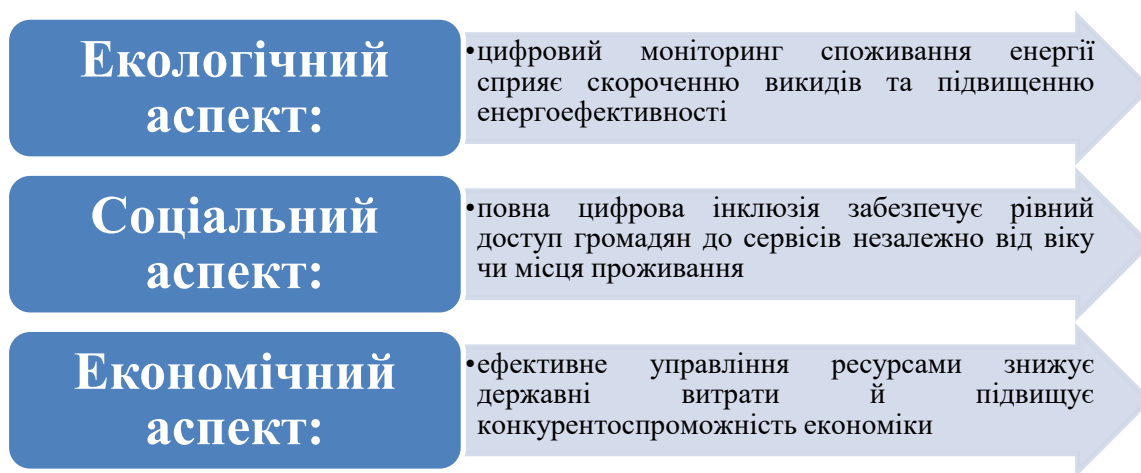 Екологічний
аспект:
•цифровий моніторинг споживання енергії
сприяє скороченню викидів та підвищенню
енергоефективності
Соціальний
аспект:
•повна цифрова інклюзія забезпечує рівний
доступ громадян до сервісів незалежно від віку
чи місця проживання
Економічний
аспект:
•ефективне управління ресурсами знижує
державні витрати й підвищує
конкурентоспроможність економіки